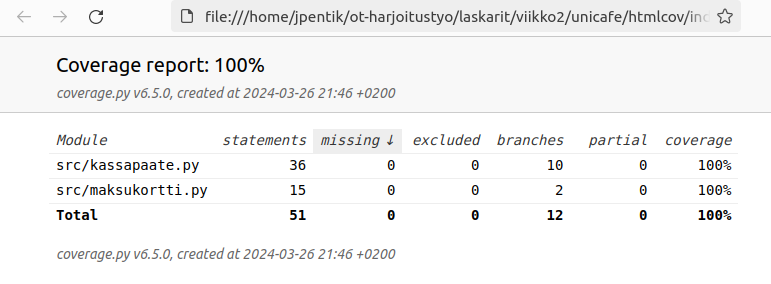 file:///home/jpentik/ot-harjoitustyo/laskarit/viikko2/unicafe/htmlcov/ind
Coverage report: 100%
coverage.py v6.5.0, created at 2024-03-26 21:46 +0200
Module statements missing ↓ excluded branches partial coverage
src/kassapaate.py 36 0 0 10 0 100%
src/maksukortti.py 15 0 0 2 0 100%
Total 51 0 0 12 0 100%
coverage.py v6.5.0, created at 2024-03-26 21:46 +0200